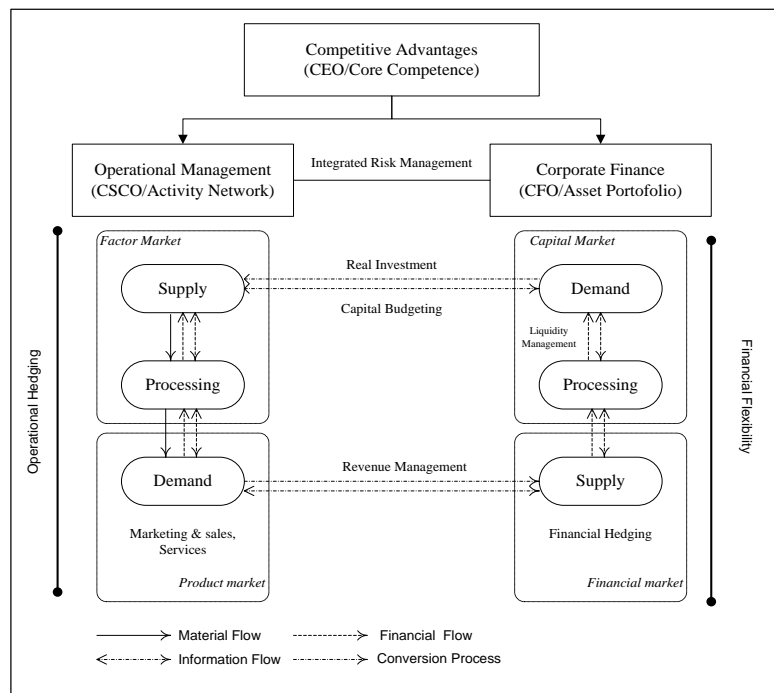 Competitive Advantages
(CEO/Core Competence)
Operational Management
(CSCO/Activity Network)
Integrated Risk Management
Corporate Finance
(CFO/Asset Portofolio)
Factor Market
Capital Market
Real Investment
Supply
Demand
Capital Budgeting
Liquidity
Management
Processing
Processing
Operational Hedging
Financial Flexibility
Revenue Management
Demand
Supply
Marketing & sales,
Services
Financial Hedging
Product market
Financial market
Material Flow
Financial Flow
Information Flow
Conversion Process